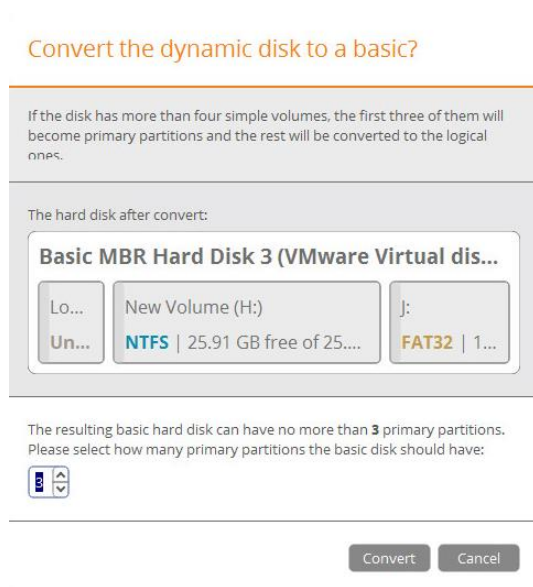 Convert the dynamic disk to a basic?
If the disk has more than four simple volumes, the first three of them will
become primary partitions and the rest will be converted to the logical
ones.
The hard disk after convert:
Basic MBR Hard Disk 3 (VMware Virtual dis...
Lo... New Volume (H:) J:
Un... NTFS | 25.91 GB free of 25.... FAT32 | 1...
The resulting basic hard disk can have no more than 3 primary partitions.
Please select how many primary partitions the basic disk should have:
3
Convert Cancel